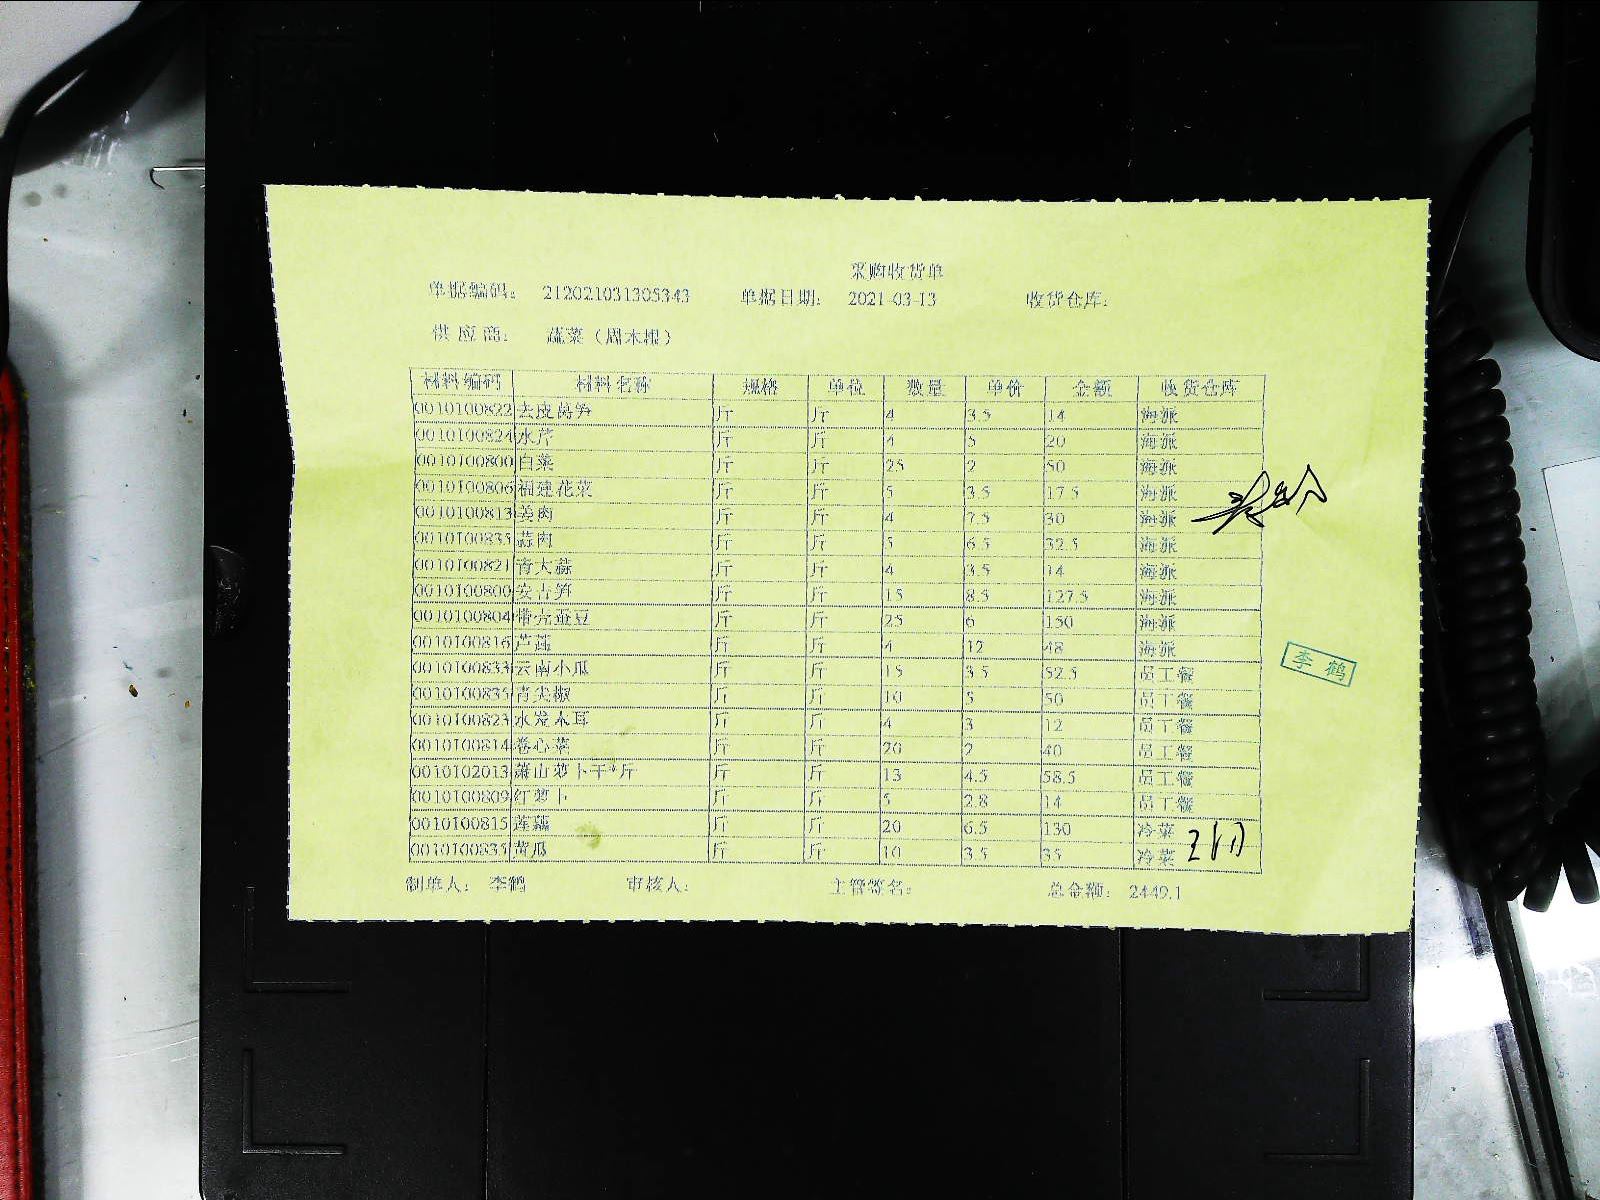 采购收货单
单据编码： 212021031305343 单据日期： 2021-03-13 收货仓库：
供应商： 蔬菜（周木根）
材料编码 材料名称 规格 单位 数量 单价 金额 收货仓库
0010100822 去皮莴笋 斤 斤 4 3.5 14 海派
0010100824 水芹 斤 斤 4 5 20 海派
0010100800 白菜 斤 斤 25 2 50 海派
0010100806 福建花菜 斤 斤 5 3.5 17.5 海派
0010100813 姜肉 斤 斤 4 7.5 30 海派
0010100835 蒜肉 斤 斤 5 6.5 32.5 海派
0010100821 青大蒜 斤 斤 4 3.5 14 海派
0010100800 安吉笋 斤 斤 15 8.5 127.5 海派
0010100804 带壳蚕豆 斤 斤 25 6 150 海派
0010100816 芦蒿 斤 斤 4 12 48 海派
0010100833 云南小瓜 斤 斤 15 3.5 52.5 员工餐
0010100835 青尖椒 斤 斤 10 5 50 员工餐
0010100823 水发木耳 斤 斤 4 3 12 员工餐
0010100814 卷心菜 斤 斤 20 2 40 员工餐
0010102013 萧山萝卜干*斤 斤 斤 13 4.5 58.5 员工餐
0010100809 红萝卜 斤 斤 5 2.8 14 员工餐
0010100815 莲藕 斤 斤 20 6.5 130 冷菜
0010100835 黄瓜 斤 斤 10 3.5 35 冷菜
制单人： 李鹤 审核人： 主管签名： 总金额： 2449.1
李鹤